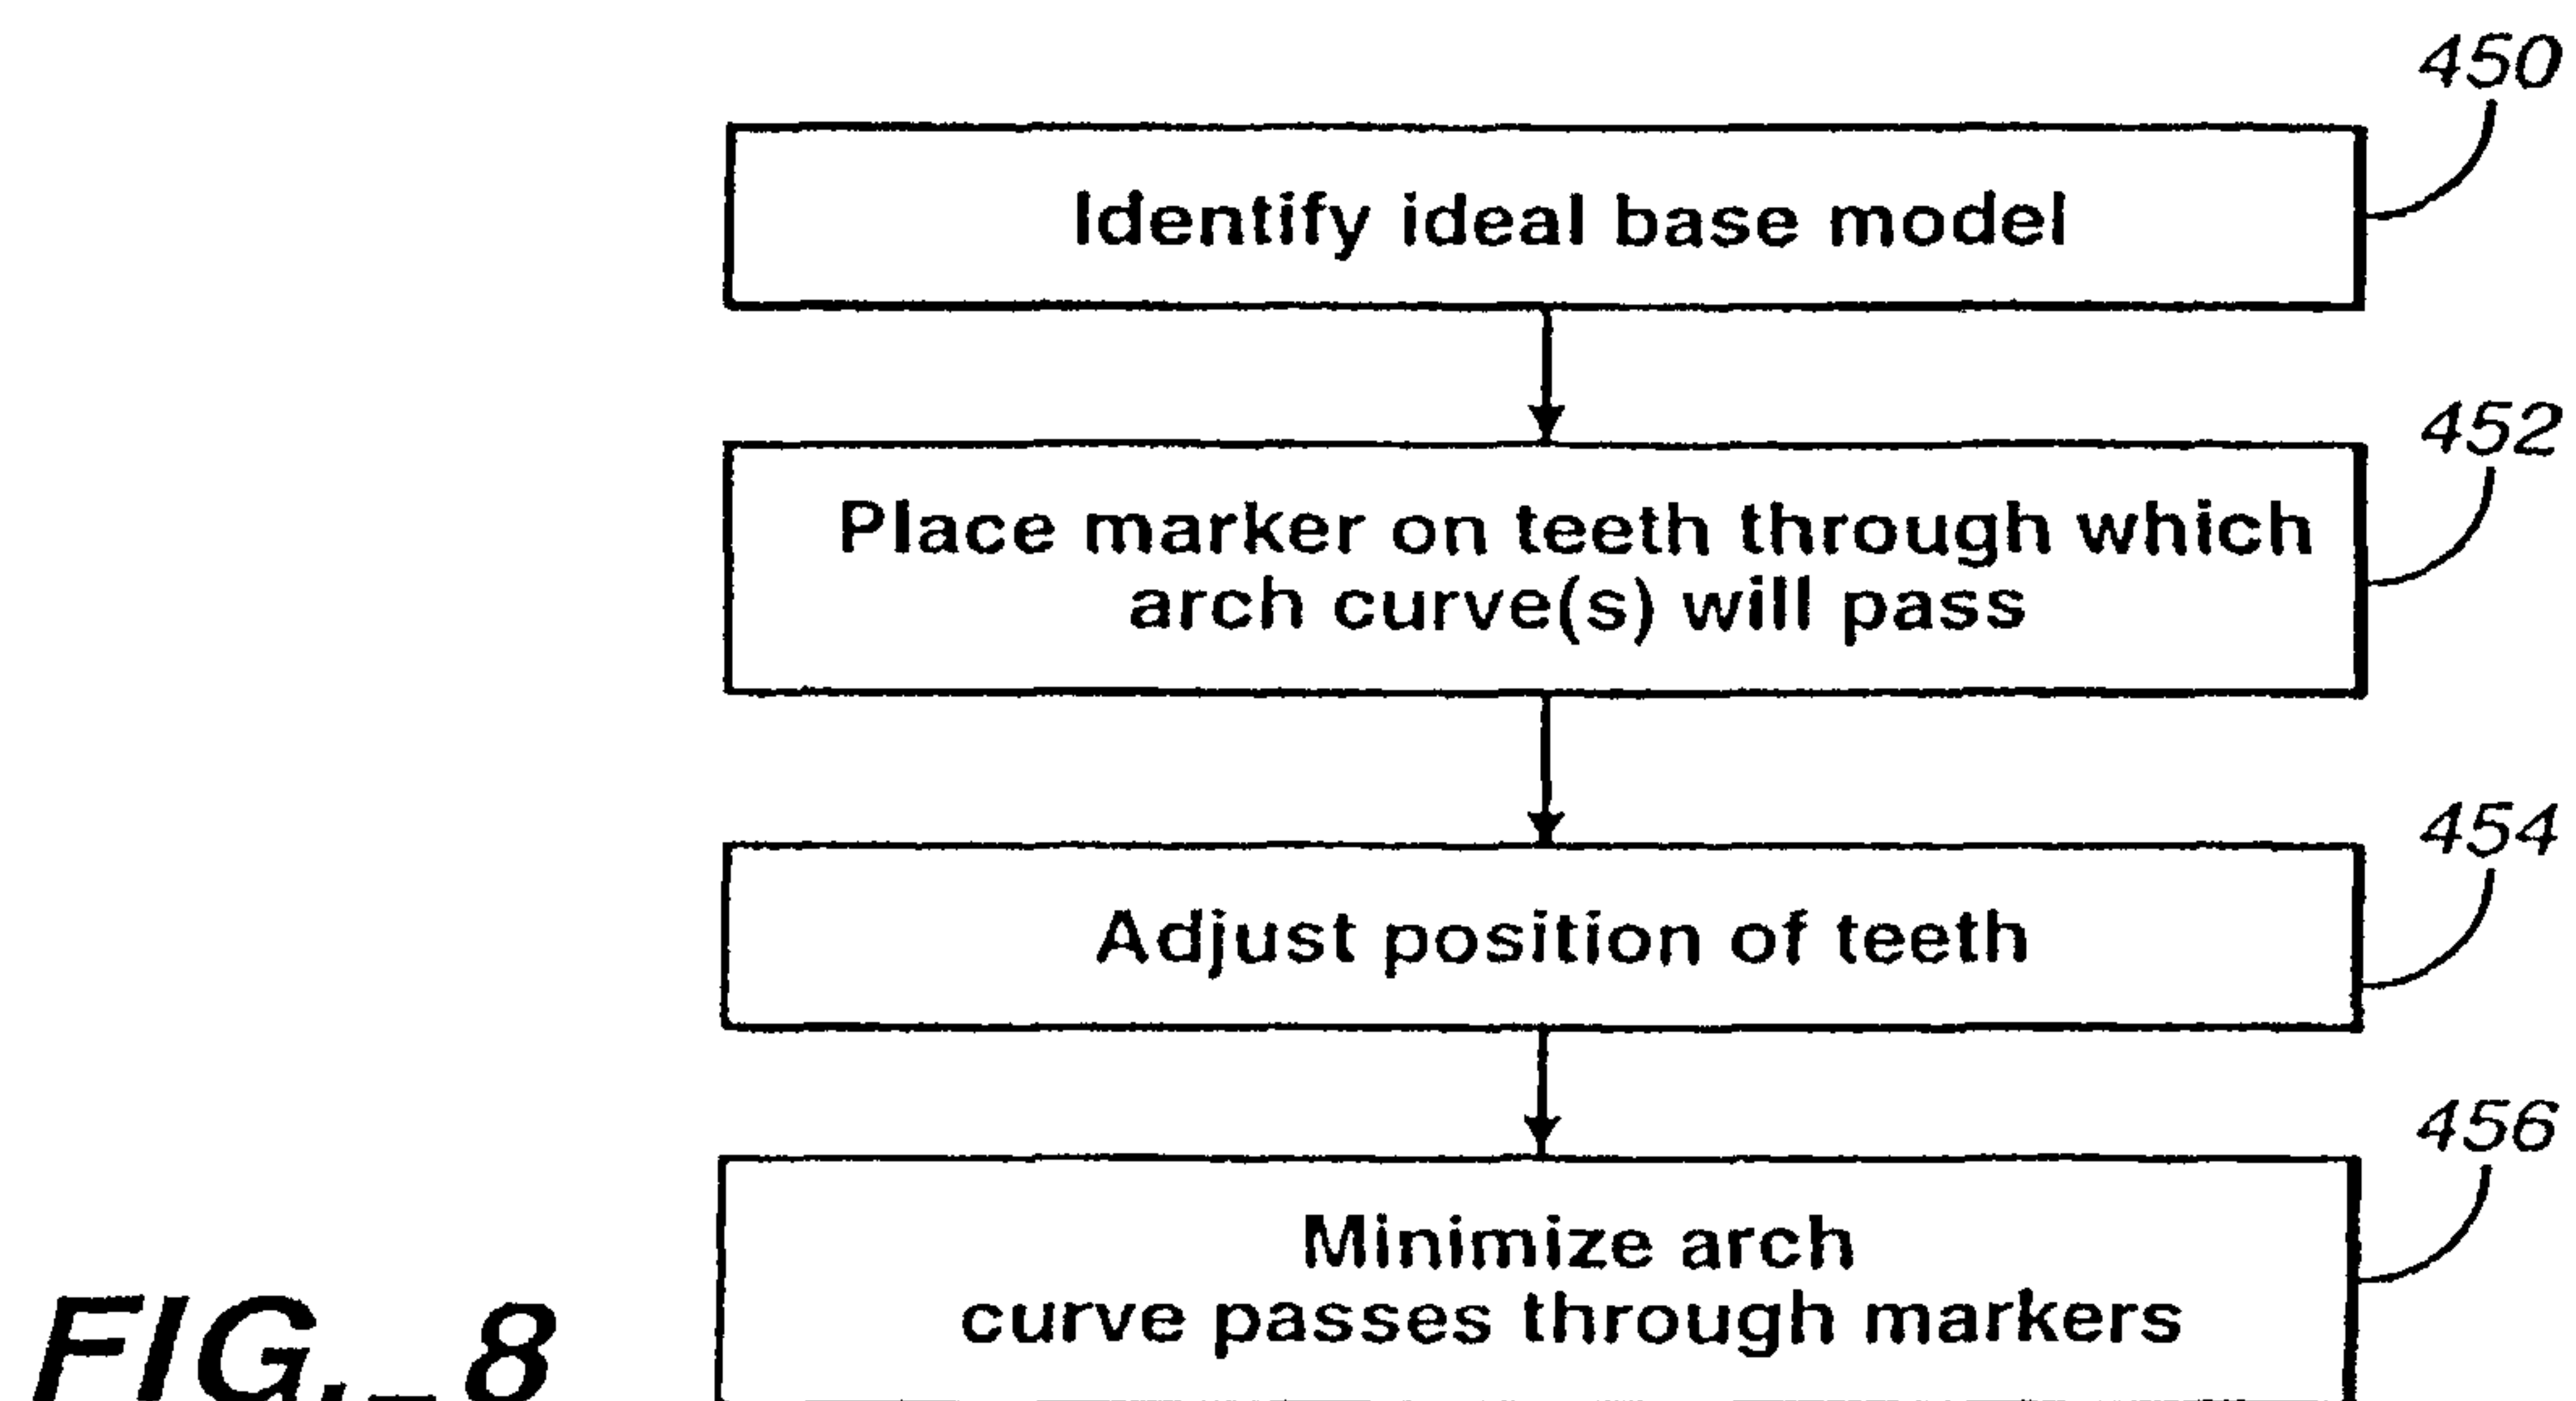 450
Identify ideal base model
452
Place marker on teeth through which
arch curve(s) will pass
454
Adjust position of teeth
456
Minimize arch
curve passes through markers
FIG._8